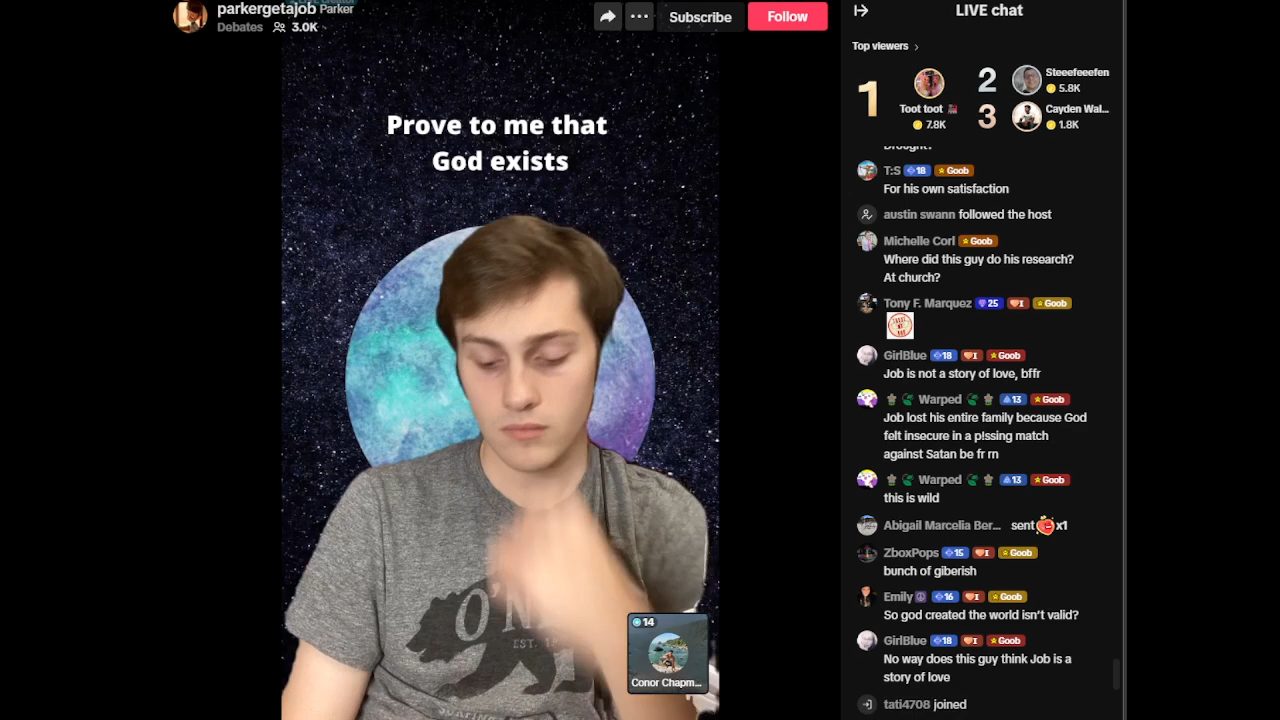 parkergetajob Parker
Debates 3.0K
Subscribe
Follow
LIVE chat
Prove to me that
God exists
O'N
EST. 
Conor Chapm...
14
Top viewers >
1
Toot toot
7.8K
2
Steeefeeefen
5.8K
3
Cayden Wal...
1.8K
T:S 18 Goob
For his own satisfaction
austin swann followed the host
Michelle Corl Goob
Where did this guy do his research?
At church?
Tony F. Marquez 25 I Goob
GirlBlue 18 I Goob
Job is not a story of love, bffr
Warped 13 Goob
Job lost his entire family because God
felt insecure in a p!ssing match
against Satan be fr rn
Warped 13 Goob
this is wild
Abigail Marcelia Ber... sent x1
ZboxPops 15 I Goob
bunch of giberish
Emily 16 I Goob
So god created the world isn't valid?
GirlBlue 18 I Goob
No way does this guy think Job is a
story of love
tati4708 joined